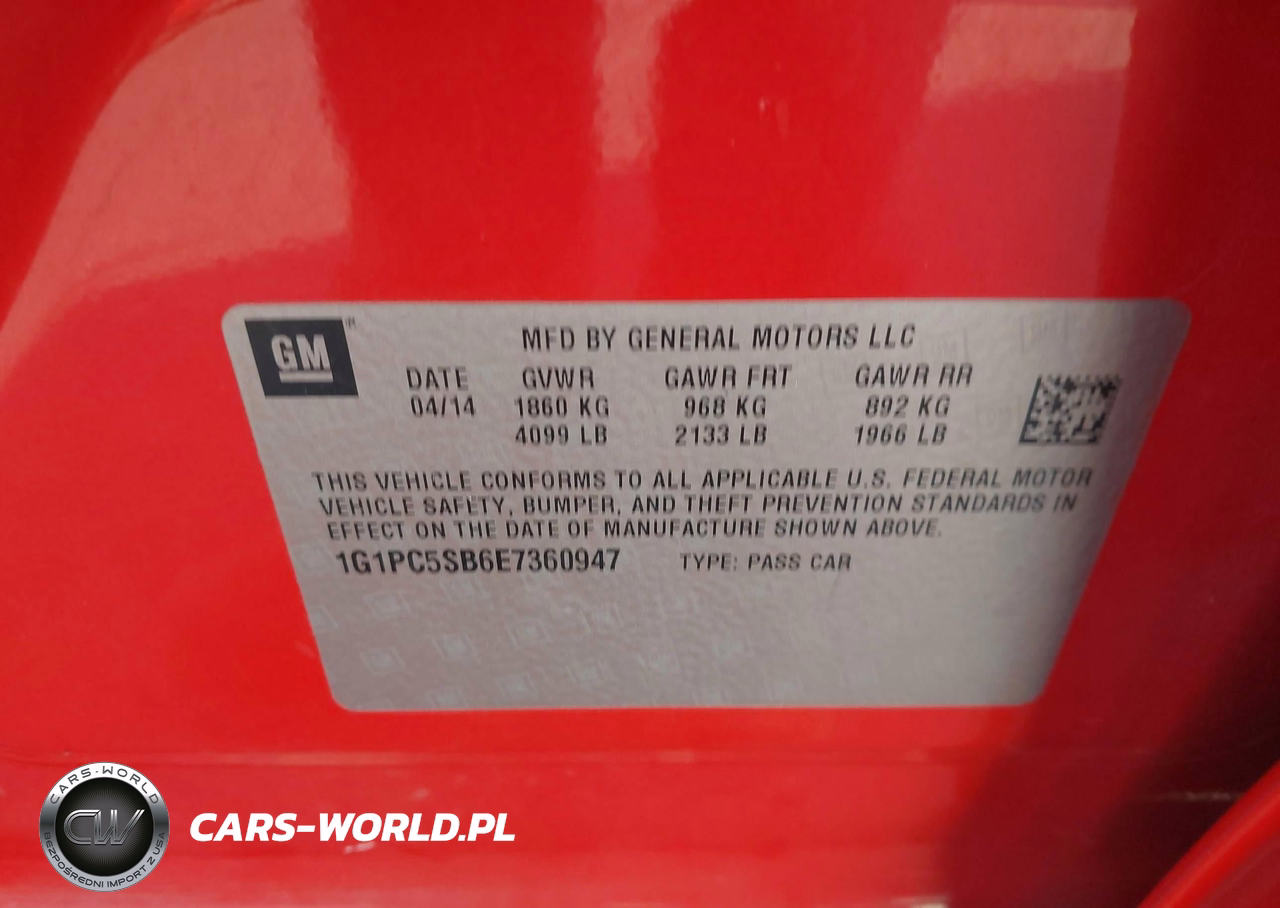 GM
MFD BY GENERAL MOTORS LLC
DATE GVWR GAWR FRT GAWR RR
04/14 1860 KG 968 KG 892 KG
4099 LB 2133 LB 1966 LB
THIS VEHICLE CONFORMS TO ALL APPLICABLE U.S. FEDERAL MOTOR
VEHICLE SAFETY, BUMPER, AND THEFT PREVENTION STANDARDS IN
EFFECT ON THE DATE OF MANUFACTURE SHOWN ABOVE.
1G1PC5SB6E7360947 TYPE: PASS CAR
CARS-WORLD
CW
BEZPOŚREDNI IMPORT Z USA
CARS-WORLD.PL